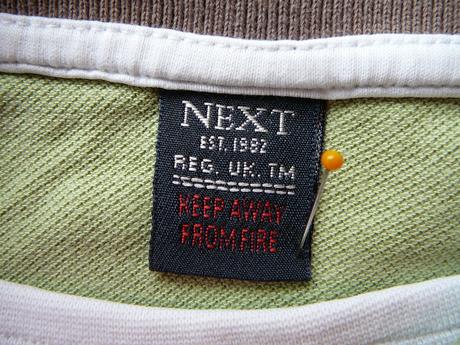 NEXT
EST. 1982
REG. UK. TM
KEEP AWAY
FROM FIRE